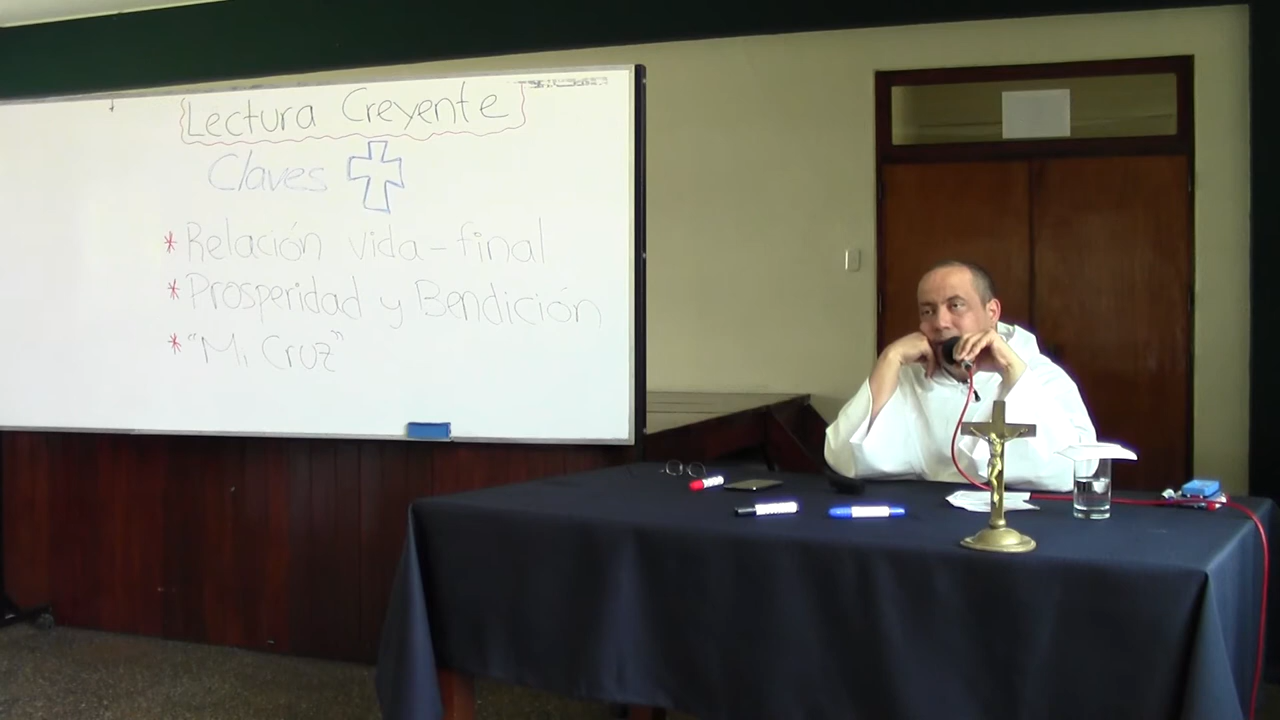 Lectura Creyente
Claves
* Relación vida - final
* Prosperidad y Bendición
* "Mi Cruz"